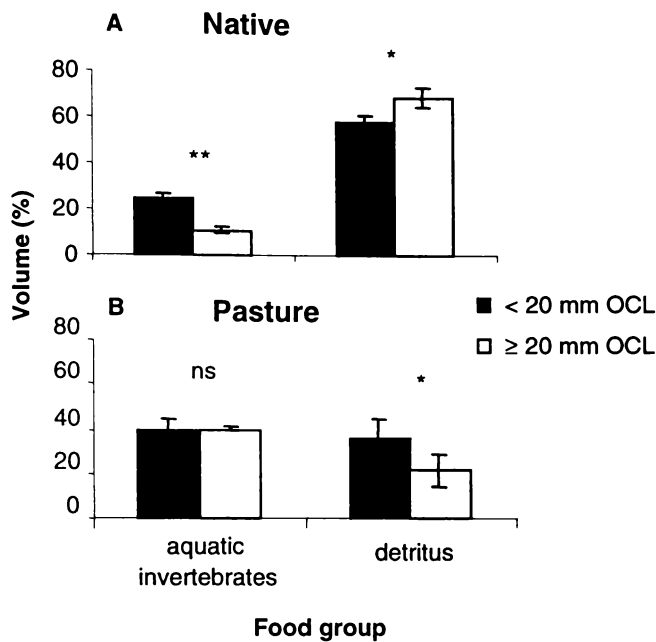 A Native
*
80
60
40
20
0
**
Volume (%)
B Pasture
80
60
40
20
0
ns
*
< 20 mm OCL
≥ 20 mm OCL
aquatic
invertebrates
detritus
Food group